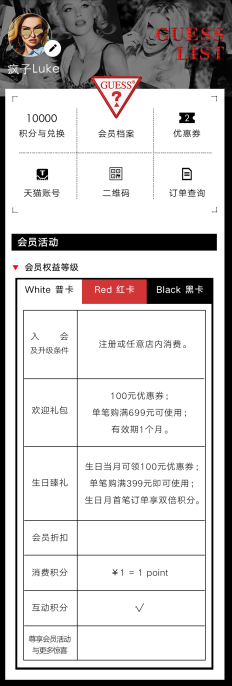 GUESS
LIST
疯子Luke
GUESS
?
10000
积分与兑换
会员档案
2
优惠券
天猫账号
二维码
订单查询
会员活动
会员权益等级
White 普卡
Red 红卡
Black 黑卡
入 会
及升级条件
注册或任意店内消费。
欢迎礼包
100元优惠券；
单笔购满699元可使用；
有效期1个月。
生日臻礼
生日当月可领100元优惠券；
单笔购满399元即可使用；
生日月首笔订单享双倍积分。
会员折扣
消费积分
￥1 = 1 point
互动积分
√
尊享会员活动
与更多惊喜